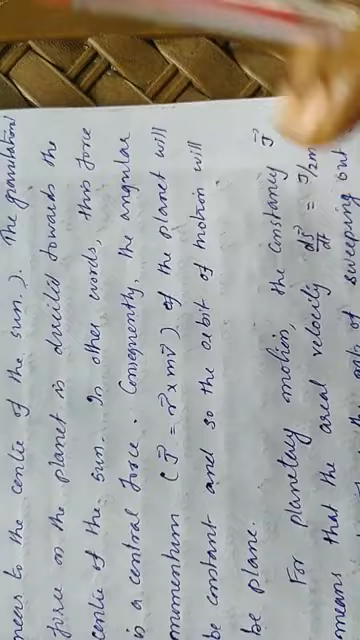 means to the centre of the sun.). The gravitational
force on the planet is directed towards the
centre of the sun. In other words, this force
is a central force. Consequently, the angular
momentum (J⃗ = r⃗ × mv⃗) of the planet will
be constant and so the orbit of motion will
be plane.
For planetary motion, the constancy J⃗
means that the areal velocity dS⃗/dt = J/2m
of sweeping out